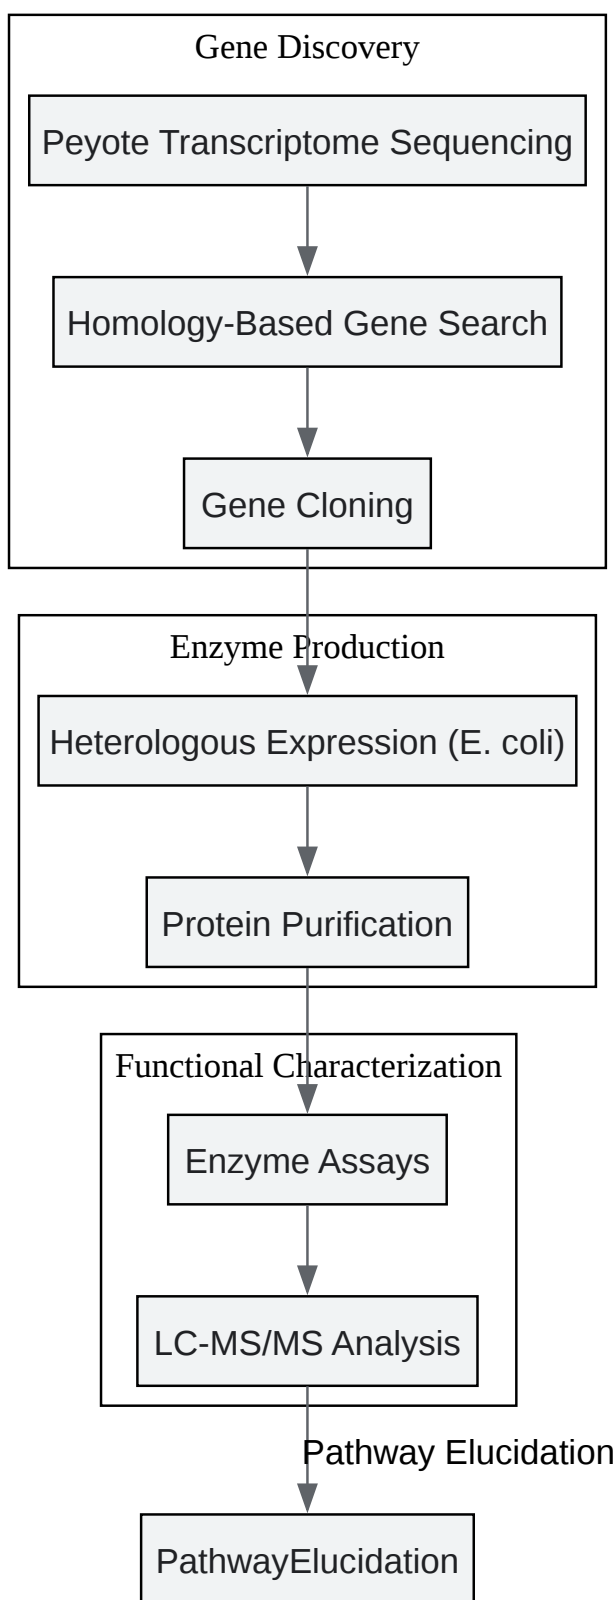 Gene Discovery
Peyote Transcriptome Sequencing
Homology-Based Gene Search
Gene Cloning
Enzyme Production
Heterologous Expression (E. coli)
Protein Purification
Functional Characterization
Enzyme Assays
LC-MS/MS Analysis
Pathway Elucidation
PathwayElucidation